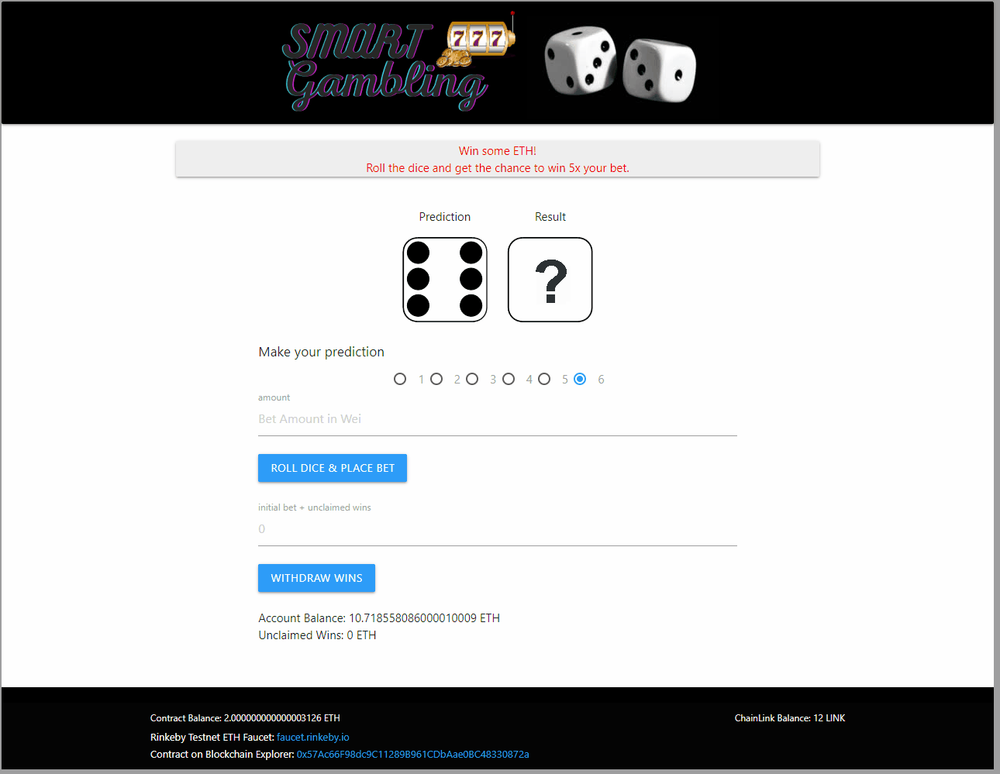 SMART
777
Gambling
Win some ETH!
Roll the dice and get the chance to win 5x your bet.
Prediction Result
?
Make your prediction
1 2 3 4 5 6
amount
Bet Amount in Wei
ROLL DICE & PLACE BET
initial bet + unclaimed wins
0
WITHDRAW WINS
Account Balance: 10.718558086000010009 ETH
Unclaimed Wins: 0 ETH
Contract Balance: 2.000000000000003126 ETH ChainLink Balance: 12 LINK
Rinkeby Testnet ETH Faucet: faucet.rinkeby.io
Contract on Blockchain Explorer: 0x57Ac66F98dc9C11289B961CDbAae0BC48330872a